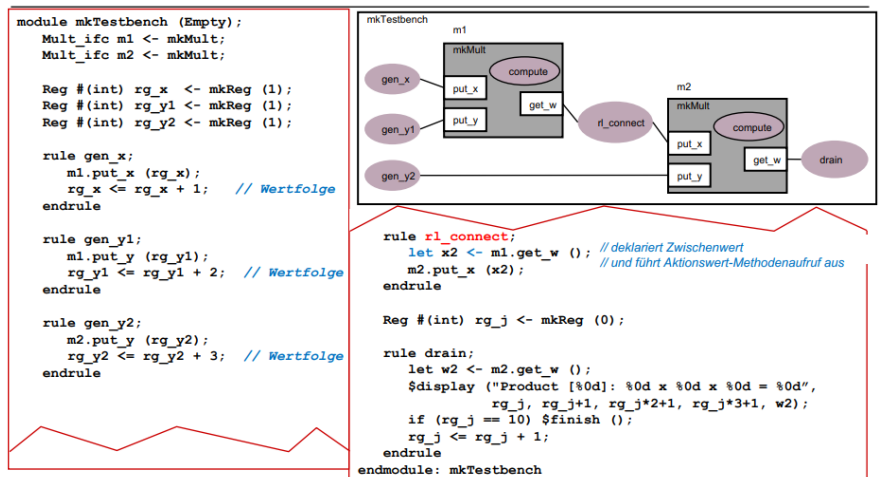 module mkTestbench (Empty);
Mult_ifc m1 <- mkMult;
Mult_ifc m2 <- mkMult;
Reg #(int) rg_x <- mkReg (1);
Reg #(int) rg_y1 <- mkReg (1);
Reg #(int) rg_y2 <- mkReg (1);
rule gen_x;
m1.put_x (rg_x);
rg_x <= rg_x + 1; // Wertfolge
endrule
rule gen_y1;
m1.put_y (rg_y1);
rg_y1 <= rg_y1 + 2; // Wertfolge
endrule
rule gen_y2;
m2.put_y (rg_y2);
rg_y2 <= rg_y2 + 3; // Wertfolge
endrule
mkTestbench
m1
mkMult
compute
gen_x
put_x
get_w
gen_y1
put_y
rl_connect
m2
mkMult
compute
put_x
get_w
drain
gen_y2
put_y
rule rl_connect;
let x2 <- m1.get_w (); // deklariert Zwischenwert
m2.put_x (x2); // und führt Aktionswert-Methodenaufruf aus
endrule
Reg #(int) rg_j <- mkReg (0);
rule drain;
let w2 <- m2.get_w ();
$display ("Product [%0d]: %0d x %0d x %0d = %0d",
rg_j, rg_j+1, rg_j*2+1, rg_j*3+1, w2);
if (rg_j == 10) $finish ();
rg_j <= rg_j + 1;
endrule
endmodule: mkTestbench